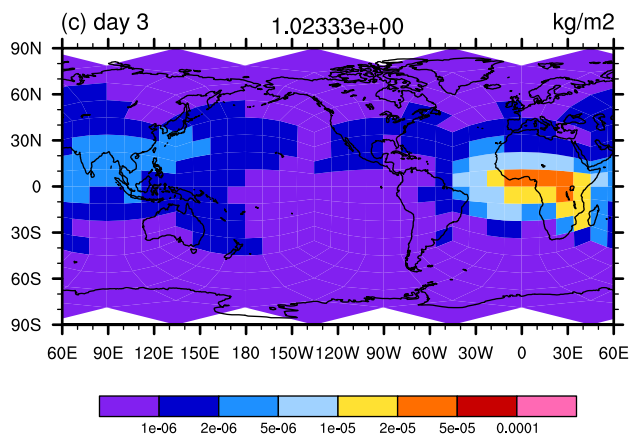 (c) day 3 1.02333e+00 kg/m2
90N
60N
30N
0
30S
60S
90S
60E 90E 120E 150E 180 150W 120W 90W 60W 30W 0 30E 60E
1e-06 2e-06 5e-06 1e-05 2e-05 5e-05 0.0001